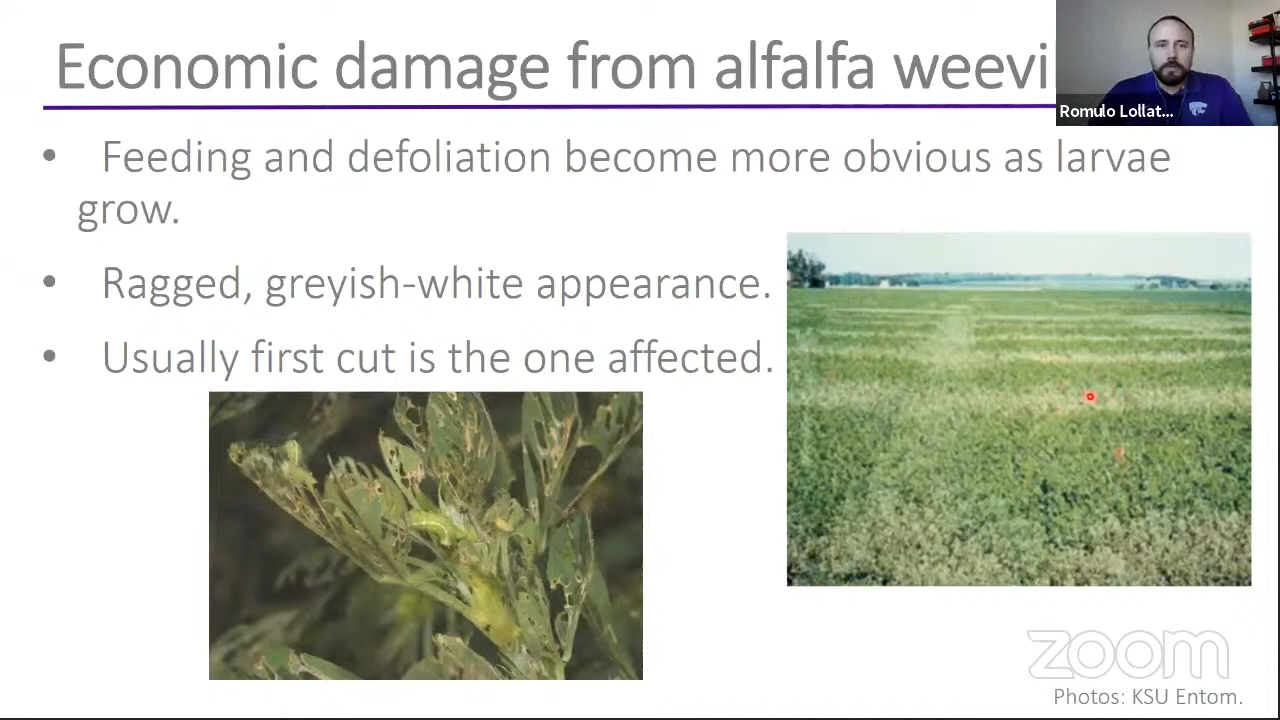 Economic damage from alfalfa weevi
Romulo Lollat...
• Feeding and defoliation become more obvious as larvae
grow.
• Ragged, greyish-white appearance.
• Usually first cut is the one affected.
zoom
Photos: KSU Entom.